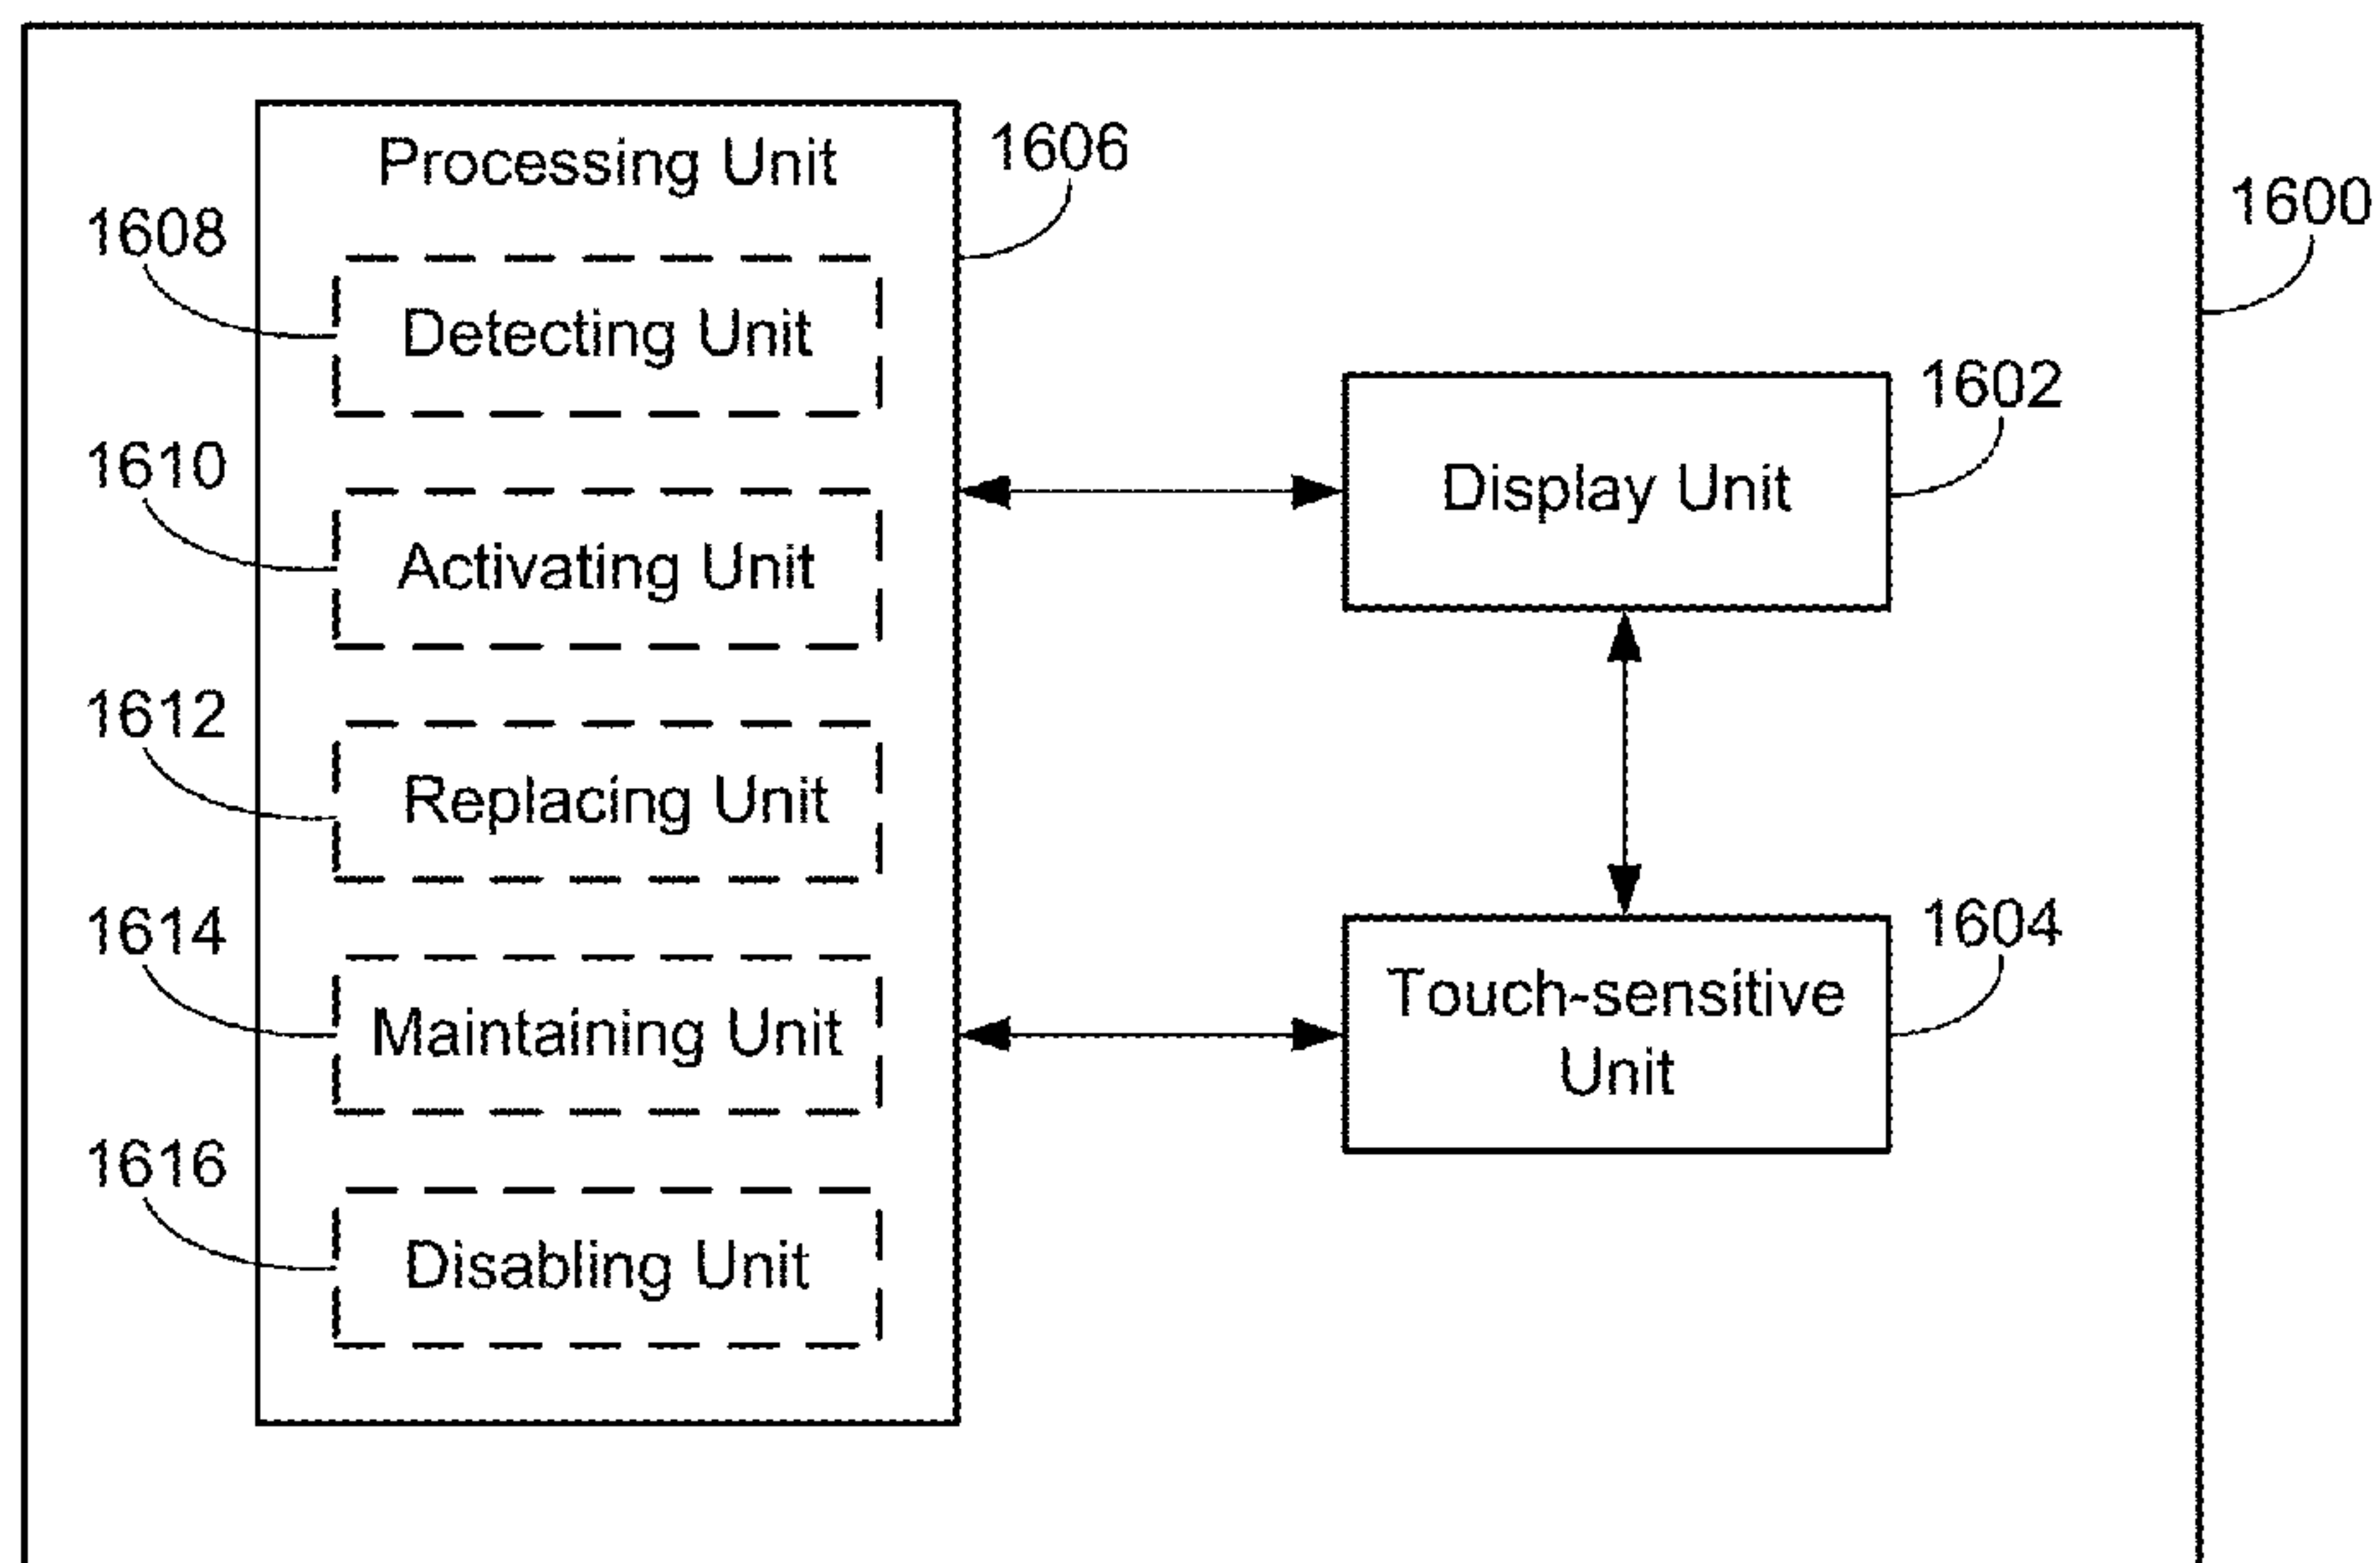 Processing Unit
1606
1600
1608
Detecting Unit
1602
Display Unit
1610
Activating Unit
1612
Replacing Unit
1614
1604
Touch-sensitive
Unit
Maintaining Unit
1616
Disabling Unit